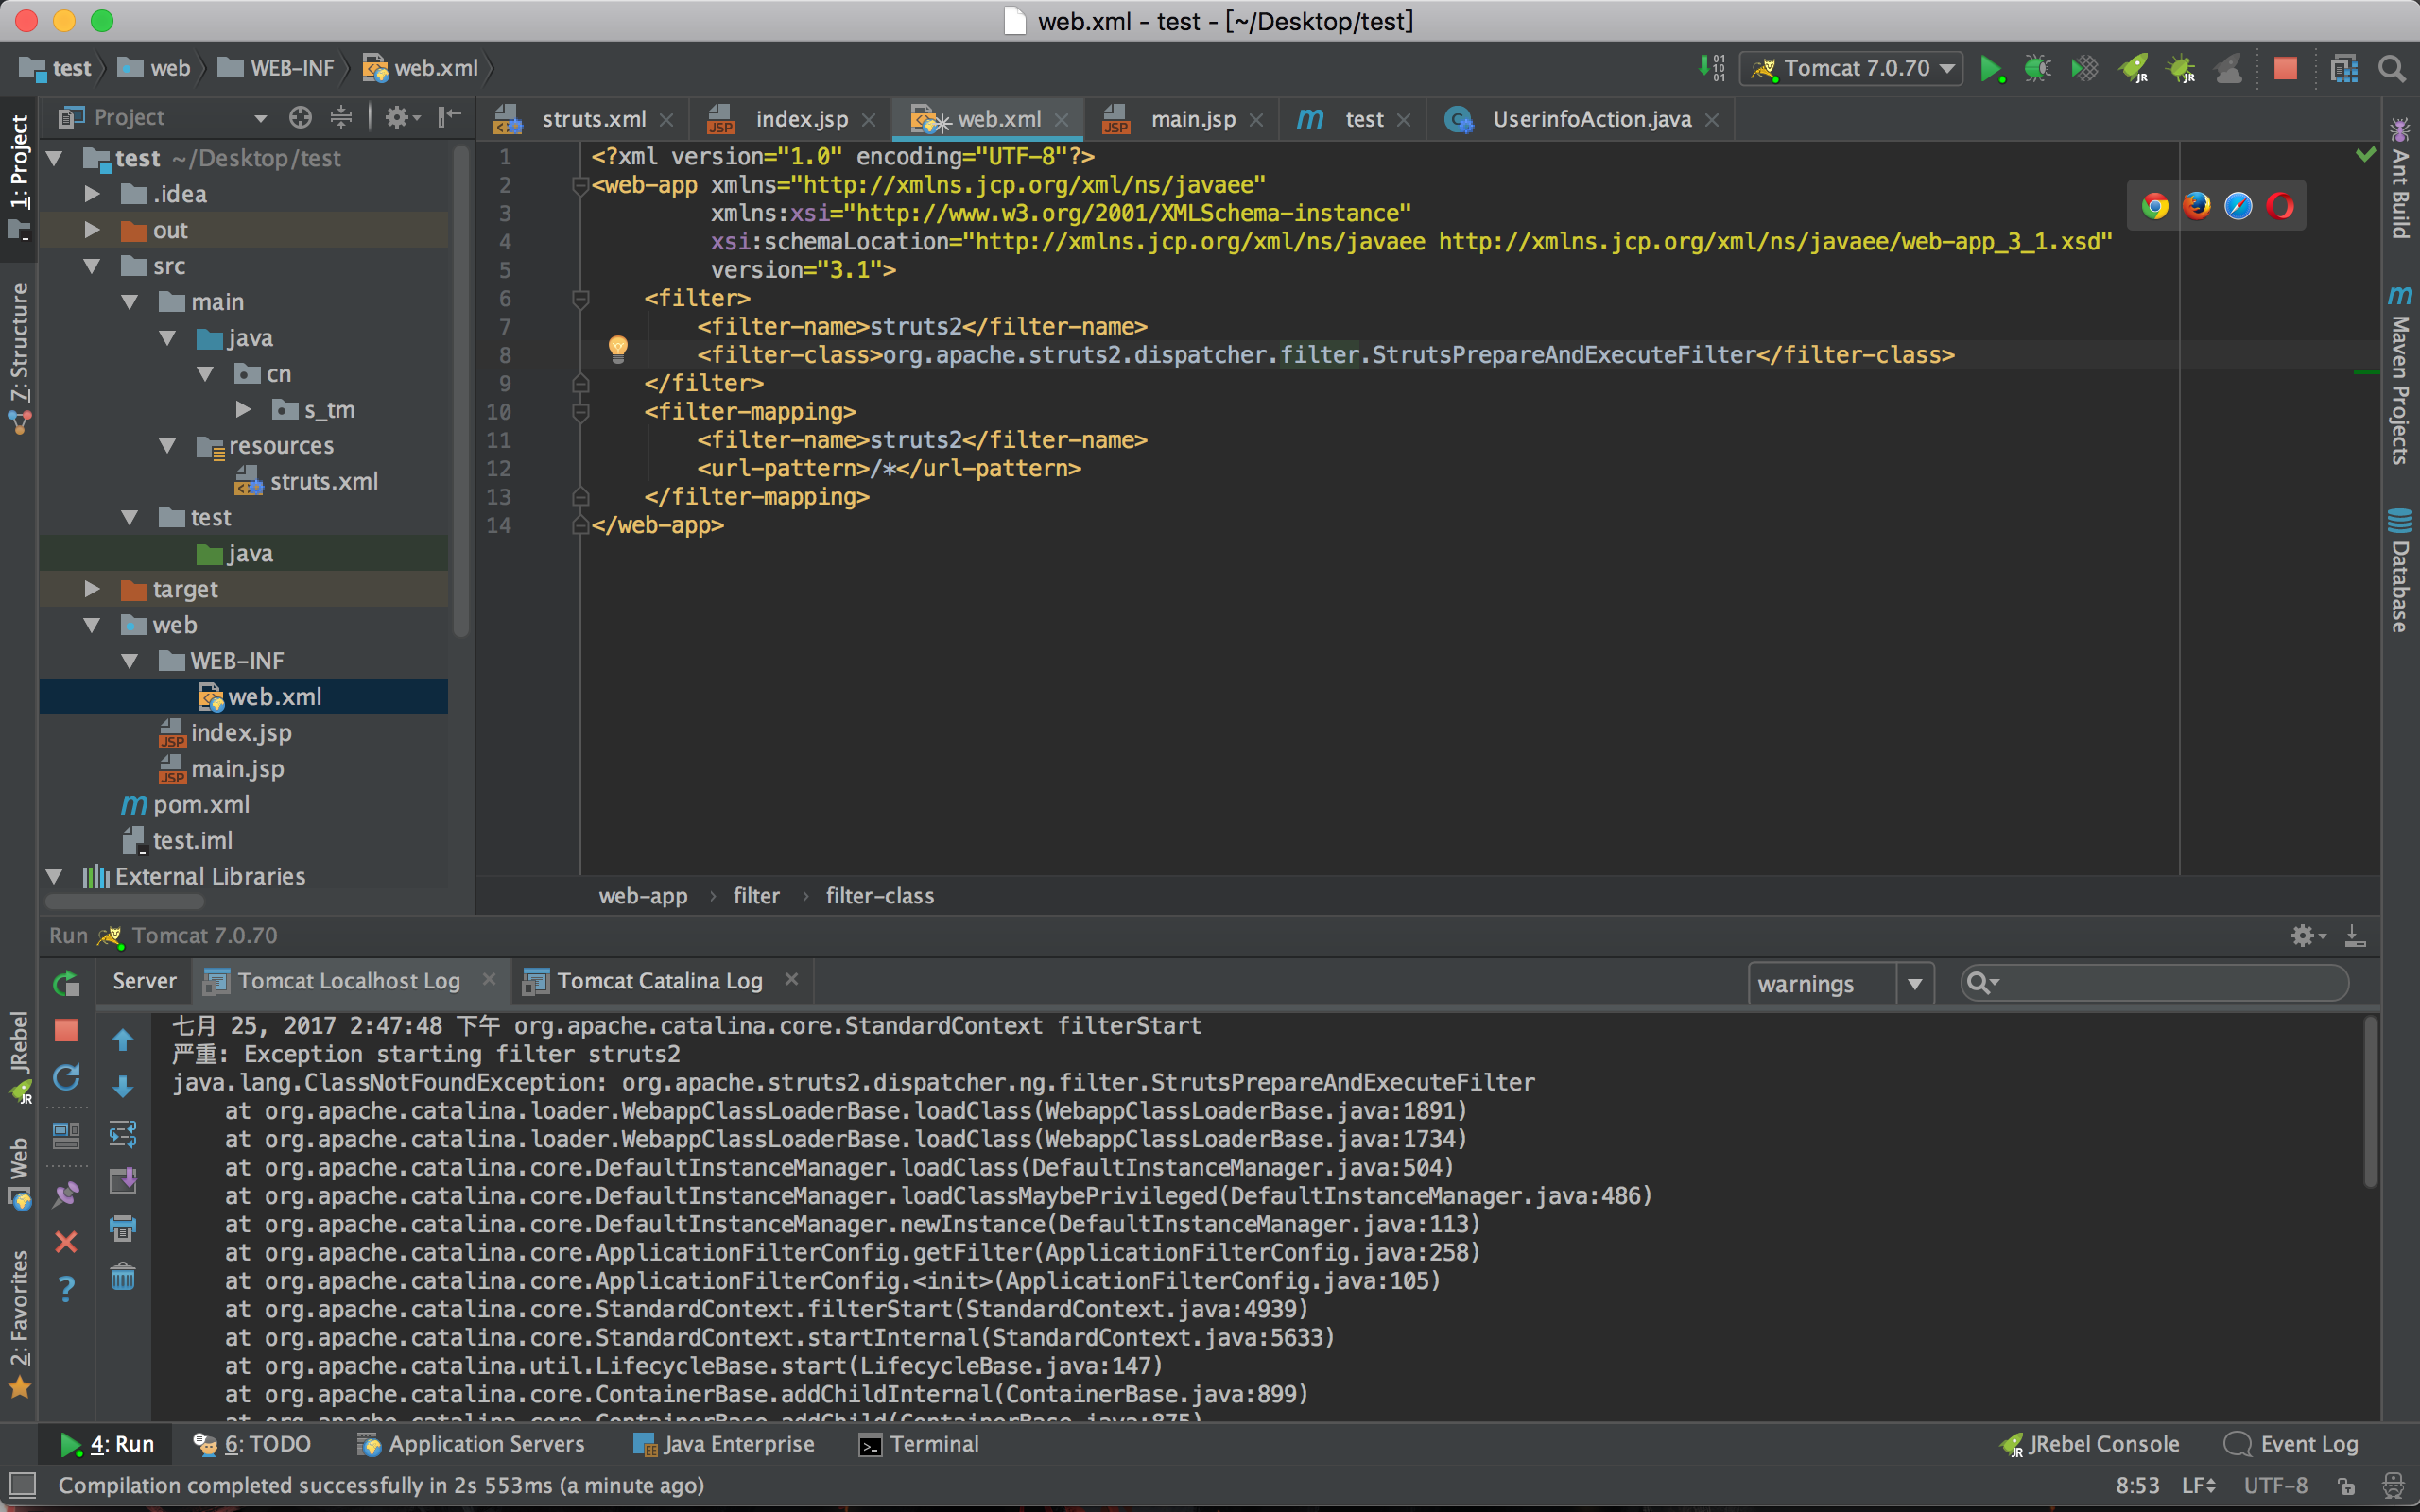 web.xml - test - [~/Desktop/test]
test web WEB-INF web.xml
Tomcat 7.0.70
Project
struts.xml index.jsp web.xml main.jsp test UserinfoAction.java
1: Project
Z: Structure
JRebel
Web
2: Favorites
test ~/Desktop/test
.idea
out
src
main
java
cn
s_tm
resources
struts.xml
test
java
target
web
WEB-INF
web.xml
index.jsp
main.jsp
pom.xml
test.iml
External Libraries
1 <?xml version="1.0" encoding="UTF-8"?>
2 <web-app xmlns="http://xmlns.jcp.org/xml/ns/javaee"
3 xmlns:xsi="http://www.w3.org/2001/XMLSchema-instance"
4 xsi:schemaLocation="http://xmlns.jcp.org/xml/ns/javaee http://xmlns.jcp.org/xml/ns/javaee/web-app_3_1.xsd"
5 version="3.1">
6 <filter>
7 <filter-name>struts2</filter-name>
8 <filter-class>org.apache.struts2.dispatcher.filter.StrutsPrepareAndExecuteFilter</filter-class>
9 </filter>
10 <filter-mapping>
11 <filter-name>struts2</filter-name>
12 <url-pattern>/*</url-pattern>
13 </filter-mapping>
14 </web-app>
web-app › filter › filter-class
Ant Build
Maven Projects
Database
Run Tomcat 7.0.70
Server Tomcat Localhost Log Tomcat Catalina Log
warnings
七月 25, 2017 2:47:48 下午 org.apache.catalina.core.StandardContext filterStart
严重: Exception starting filter struts2
java.lang.ClassNotFoundException: org.apache.struts2.dispatcher.ng.filter.StrutsPrepareAndExecuteFilter
at org.apache.catalina.loader.WebappClassLoaderBase.loadClass(WebappClassLoaderBase.java:1891)
at org.apache.catalina.loader.WebappClassLoaderBase.loadClass(WebappClassLoaderBase.java:1734)
at org.apache.catalina.core.DefaultInstanceManager.loadClass(DefaultInstanceManager.java:504)
at org.apache.catalina.core.DefaultInstanceManager.loadClassMaybePrivileged(DefaultInstanceManager.java:486)
at org.apache.catalina.core.DefaultInstanceManager.newInstance(DefaultInstanceManager.java:113)
at org.apache.catalina.core.ApplicationFilterConfig.getFilter(ApplicationFilterConfig.java:258)
at org.apache.catalina.core.ApplicationFilterConfig.<init>(ApplicationFilterConfig.java:105)
at org.apache.catalina.core.StandardContext.filterStart(StandardContext.java:4939)
at org.apache.catalina.core.StandardContext.startInternal(StandardContext.java:5633)
at org.apache.catalina.util.LifecycleBase.start(LifecycleBase.java:147)
at org.apache.catalina.core.ContainerBase.addChildInternal(ContainerBase.java:899)
at org.apache.catalina.core.ContainerBase.addChild(ContainerBase.java:875)
4: Run 6: TODO Application Servers Java Enterprise Terminal
JRebel Console Event Log
Compilation completed successfully in 2s 553ms (a minute ago)
8:53 LF UTF-8